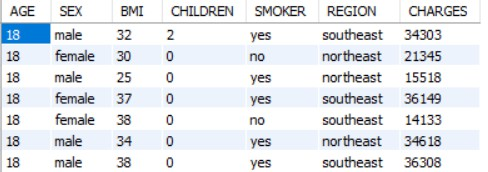 AGE SEX BMI CHILDREN SMOKER REGION CHARGES
18 male 32 2 yes southeast 34303
18 female 30 0 no northeast 21345
18 male 25 0 yes northeast 15518
18 female 37 0 yes southeast 36149
18 female 38 0 no southeast 14133
18 male 34 0 yes northeast 34618
18 male 38 0 yes southeast 36308